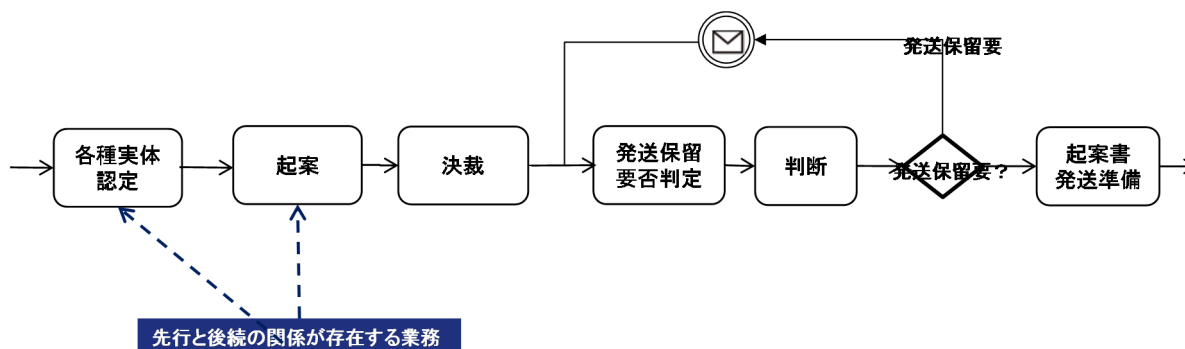 発送保留要
各種実体
認定
起案
決裁
発送保留
要否判定
判断
発送保留要？
起案書
発送準備
先行と後続の関係が存在する業務